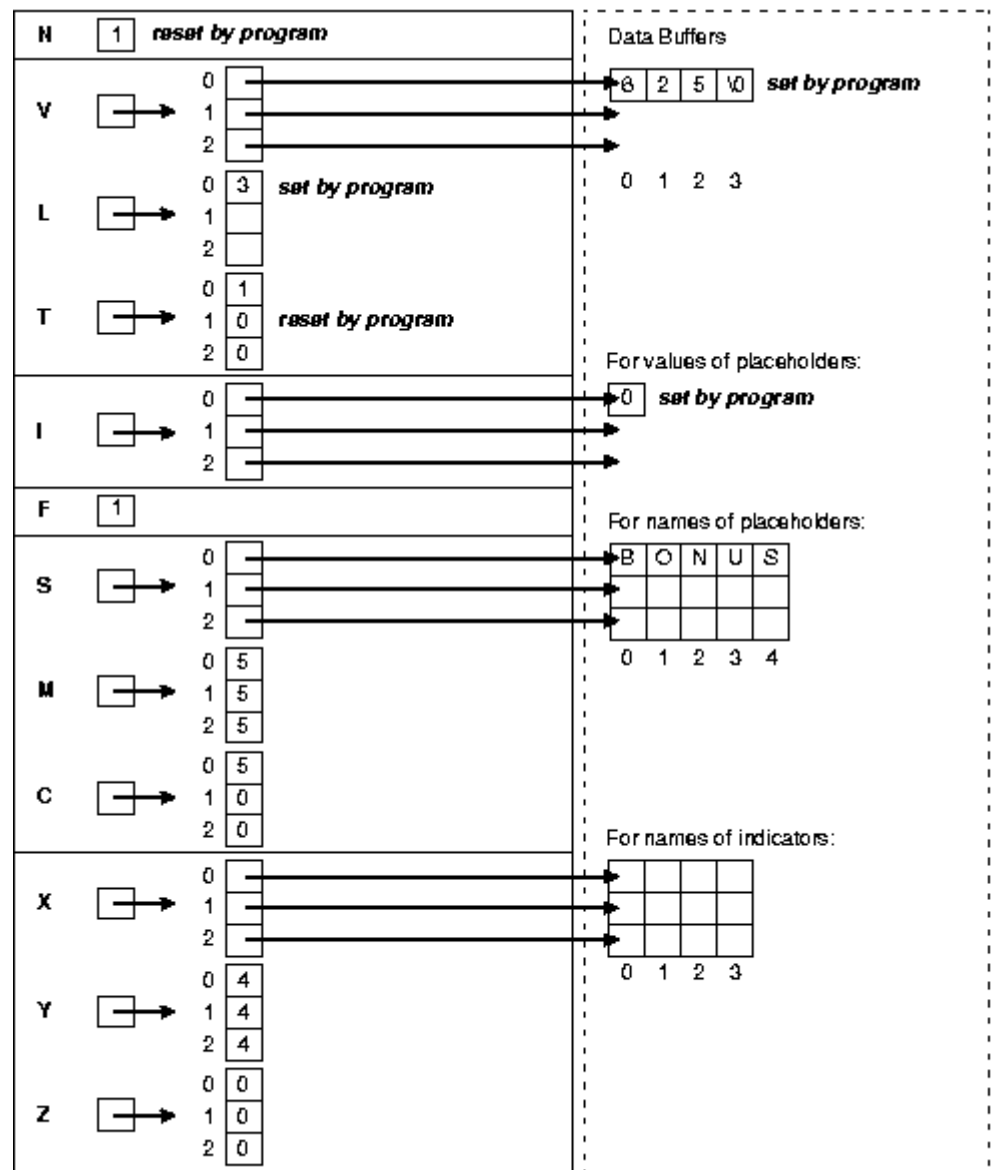 N 1 reset by program
Data Buffers
0
6 2 5 \0 set by program
V 1
2
0 1 2 3
0 3 set by program
L 1
2
0 1
T 1 0 reset by program
2 0
For values of placeholders:
0
0 set by program
I 1
2
F 1
For names of placeholders:
0
B O N U S
S 1
2
0 1 2 3 4
0 5
M 1 5
2 5
0 5
C 1 0
2 0
For names of indicators:
0
X 1
2
0 1 2 3
0 4
Y 1 4
2 4
0 0
Z 1 0
2 0